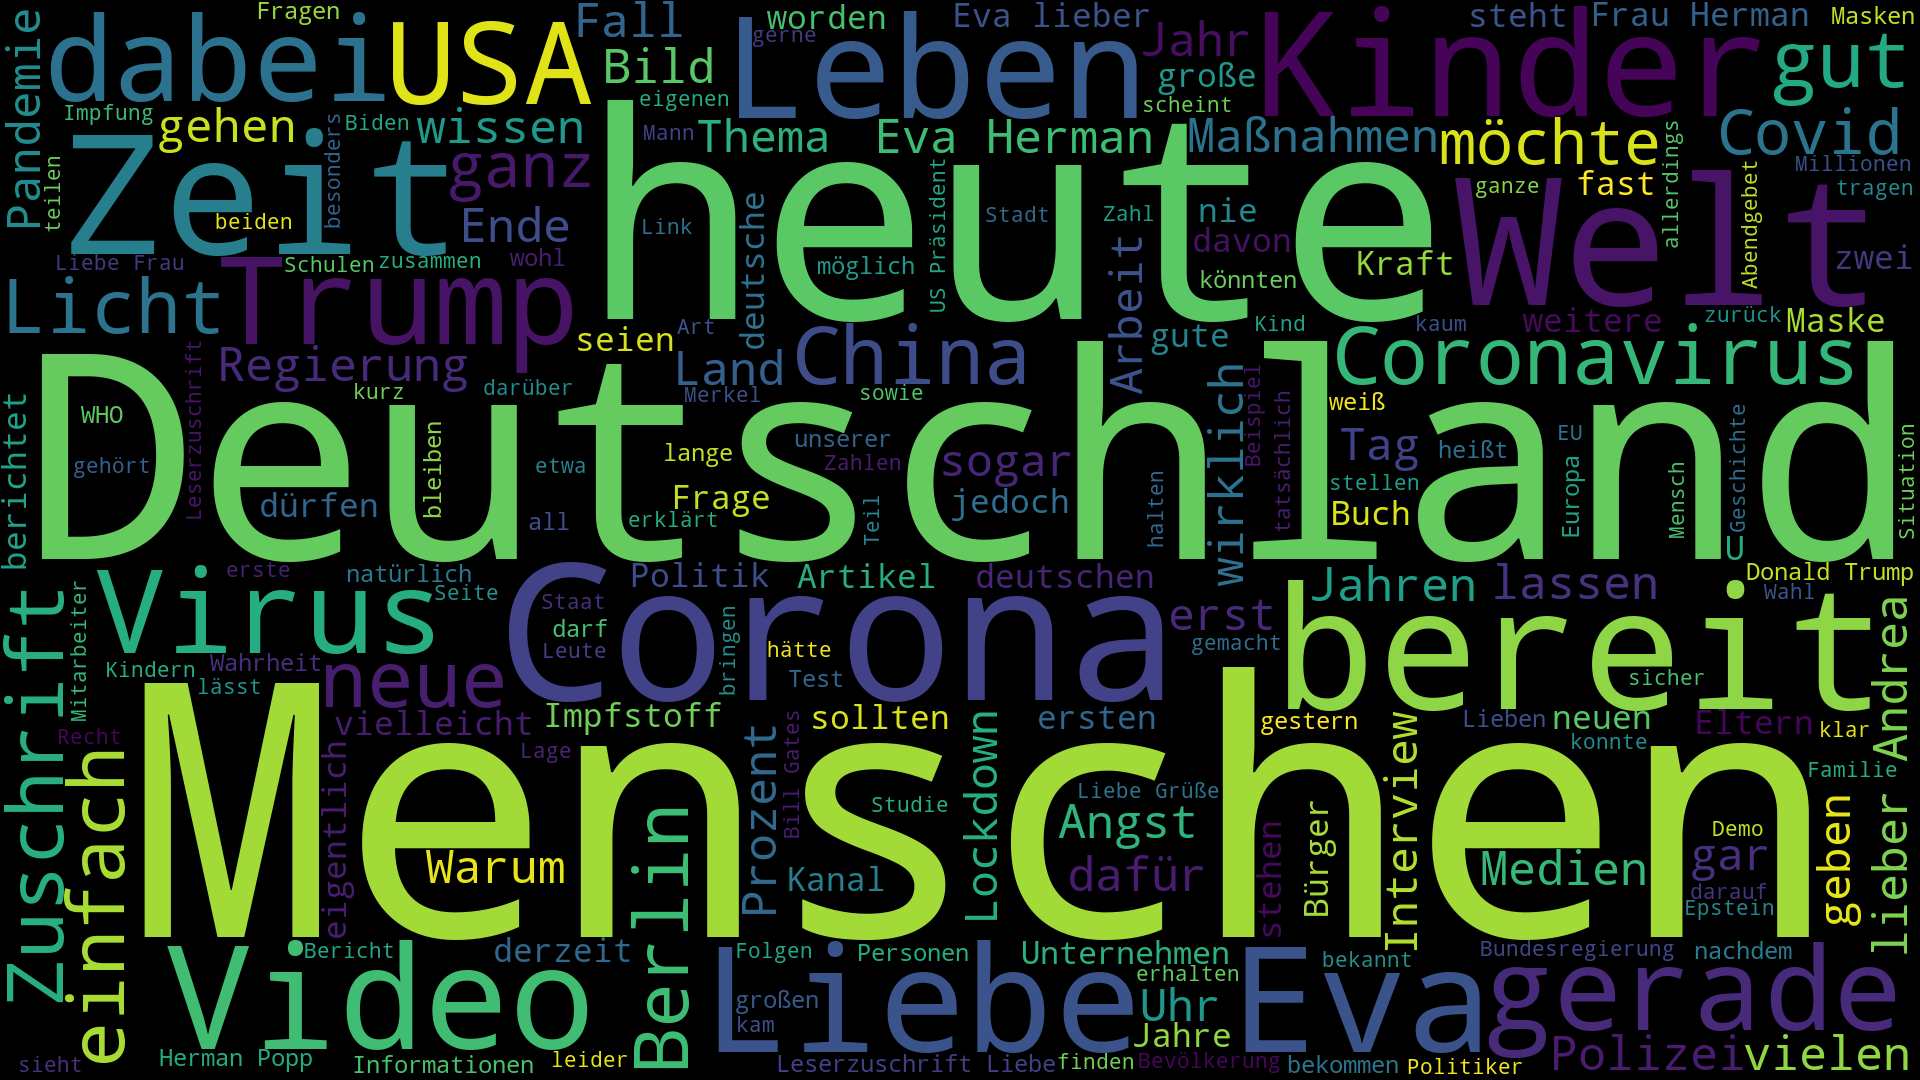 Fragen
dabei
USA
Fall
Leben
worden
gerne
Eva lieber
Jahr
Kinder
steht
Frau Herman
Masken
gut
Pandemie
Bild
große
Impfung
gehen
Biden
wissen
eigenen
scheint
Covid
Zeit
besonders
ganz
Mann
Thema
Eva Herman
Maßnahmen
möchte
allerdings
Millionen
teilen
heute
ganze
fast
tragen
beiden
Ende
Link
deutsche
US Präsident
Stadt
Zahl
nie
davon
Welt
Abendgebet
zwei
Liebe Frau
Schulen
zusammen
wohl
möglich
Arbeit
könnten
Kraft
Licht
Trump
seien
Art
gute
Kind
kaum
weitere
zurück
Maske
Leserzuschrift
Regierung
Land
China
Coronavirus
kurz
darüber
Merkel
sowie
wirklich
Beispiel
tatsächlich
weiß
berichtet
WHO
Deutschland
bleiben
unserer
lange
Zahlen
sogar
Tag
heißt
EU
Europa
Mensch
Geschichte
Situation
gehört
etwa
stellen
dürfen
Frage
jedoch
Buch
all
erklärt
Teil
halten
erste
natürlich
Politik
Artikel
deutschen
Jahren
lassen
Donald Trump
Zuschrift
Mitarbeiter
Virus
Seite
Corona
Staat
darf
Leute
erst
gemacht
bereit
Wahl
Andrea
Kindern
Wahrheit
lässt
neue
bringen
hätte
Test
sicher
Recht
vielleicht
Impfstoff
sollten
ersten
gestern
Lieben
neuen
Eltern
klar
einfach
eigentlich
Menschen
Lage
Prozent
Bill Gates
Lockdown
Interview
konnte
Familie
Studie
Liebe Grüße
Berlin
Angst
stehen
Bürger
Demo
geben
lieber
Warum
Kanal
dafür
Medien
gar
darauf
Epstein
Video
Bericht
derzeit
Folgen
Personen
Unternehmen
bekannt
Bundesregierung
nachdem
Liebe
erhalten
Eva
gerade
großen
Uhr
kam
Jahre
sieht
Herman Popp
Informationen
leider
Leserzuschrift Liebe
finden
Bevölkerung
bekommen
Politiker
Polizei
vielen